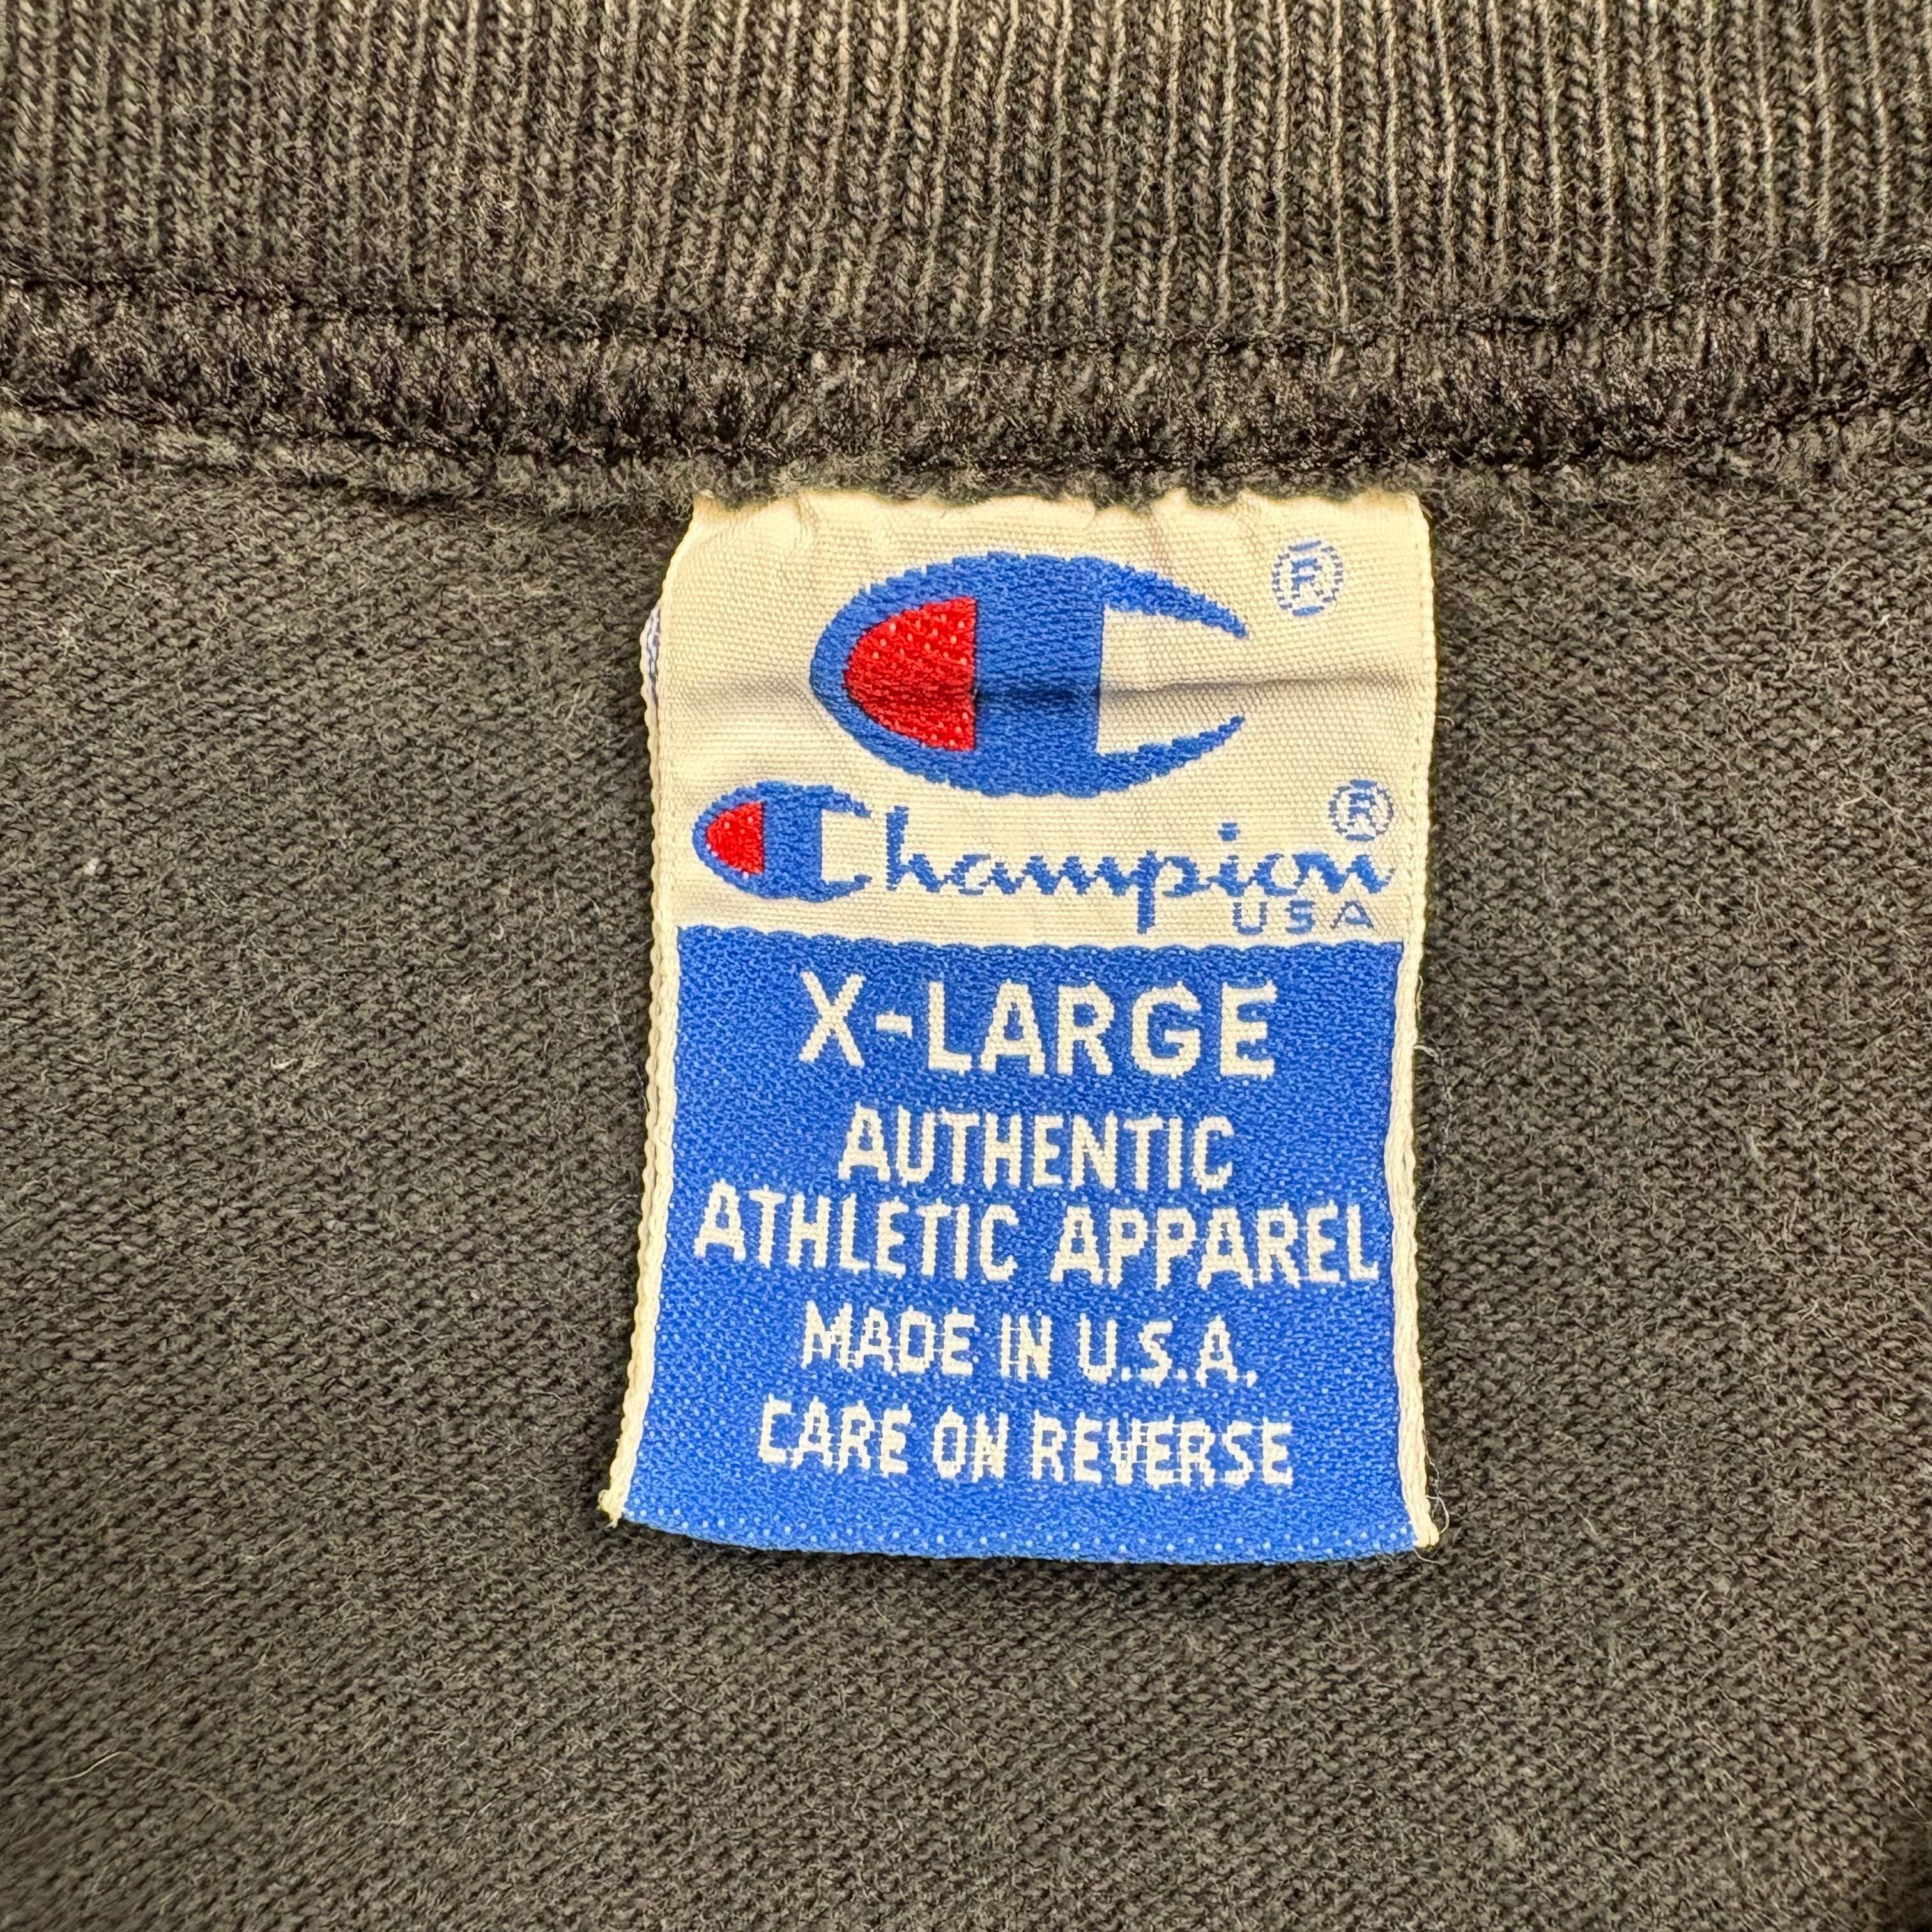 ®
Champion®
USA
X-LARGE
AUTHENTIC
ATHLETIC APPAREL
MADE IN U.S.A.
CARE ON REVERSE